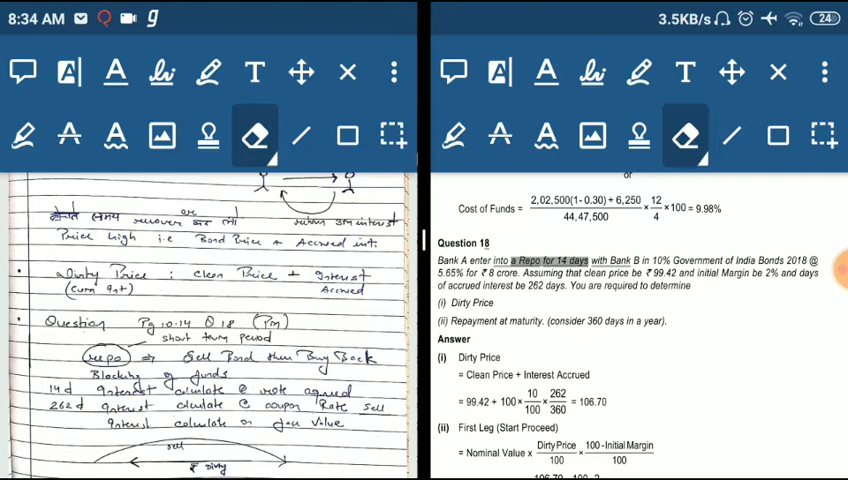 8:34 AM
g
3.5KB/s
24
or
recover
return 3m interest
Price high i.e Bond Price + Accrued int:
Dirty Price : Clean Price + Interest
(cum int) Accrued
Question Pg 10.14 Q 18 (PM)
short term period
repo ⇒ Sell Bond then Buy Back
Blocking of funds
14 d Interest calculate @ rate agreed
262 d Interest calculate @ coupon Rate Sell
Interest calculate on face Value
sell
₹ Dirty
or
Cost of Funds = 2,02,500(1- 0.30) + 6,250 / 44,47,500 × 12/4 × 100 = 9.98%
Question 18
Bank A enter into a Repo for 14 days with Bank B in 10% Government of India Bonds 2018 @
5.65% for ₹ 8 crore. Assuming that clean price be ₹ 99.42 and initial Margin be 2% and days
of accrued interest be 262 days. You are required to determine
(i) Dirty Price
(ii) Repayment at maturity. (consider 360 days in a year).
Answer
(i) Dirty Price
= Clean Price + Interest Accrued
= 99.42 + 100 × 10/100 × 262/360 = 106.70
(ii) First Leg (Start Proceed)
= Nominal Value x Dirty Price/100 × 100 - Initial Margin/100